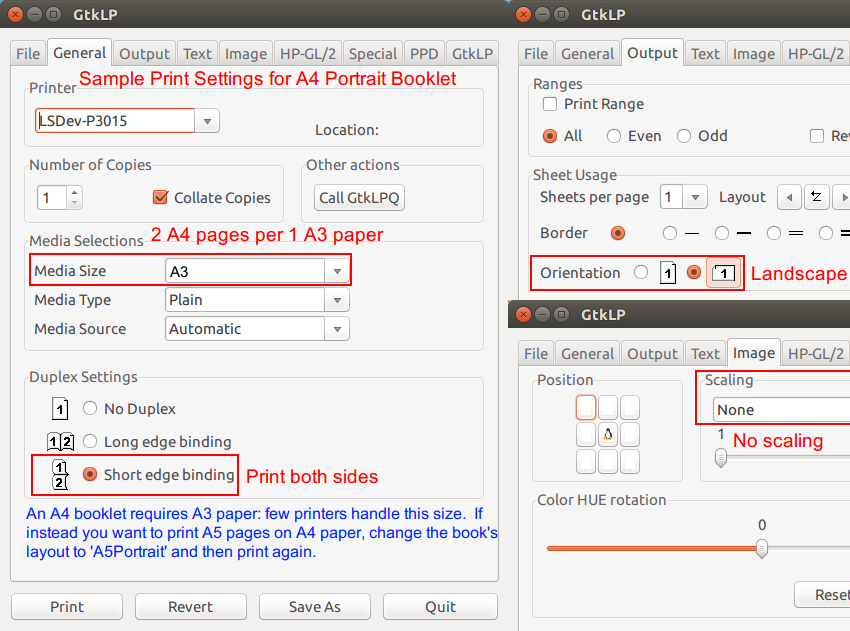 GtkLP
File General Output Text Image HP-GL/2 Special PPD GtkLP
Sample Print Settings for A4 Portrait Booklet
Printer
LSDev-P3015
Location:
Number of Copies
1
Collate Copies
Other actions
Call GtkLPQ
2 A4 pages per 1 A3 paper
Media Selections
Media Size A3
Media Type Plain
Media Source Automatic
Duplex Settings
1 No Duplex
1 2 Long edge binding
1 2 Short edge binding
Print both sides
An A4 booklet requires A3 paper: few printers handle this size. If
instead you want to print A5 pages on A4 paper, change the book's
layout to 'A5Portrait' and then print again.
Print Revert Save As Quit
GtkLP
File General Output Text Image HP-GL/2
Ranges
Print Range
All Even Odd Re
Sheet Usage
Sheets per page 1 Layout
Border
Orientation 1 1 Landscape
GtkLP
File General Output Text Image HP-GL/2
Position
Scaling
None
1
No scaling
Color HUE rotation
0
Reset